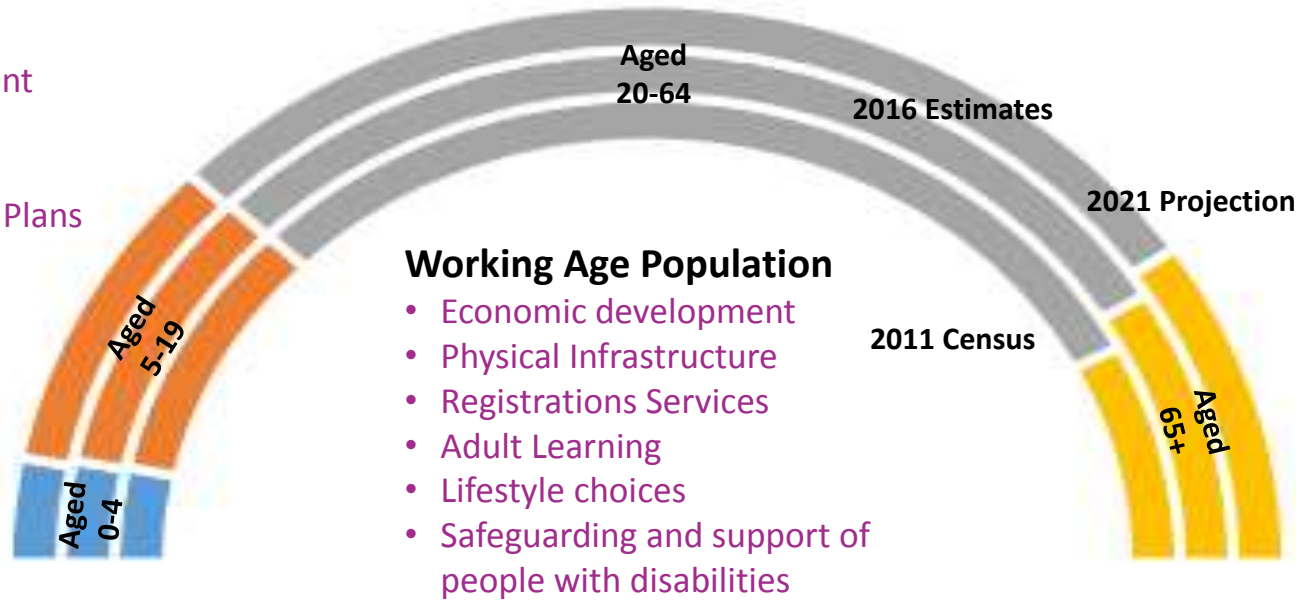 nt
Plans
Aged
20-64
2016 Estimates
2021 Projection
2011 Census
Aged
5-19
Aged
0-4
Aged
65+
Working Age Population
• Economic development
• Physical Infrastructure
• Registrations Services
• Adult Learning
• Lifestyle choices
• Safeguarding and support of
people with disabilities